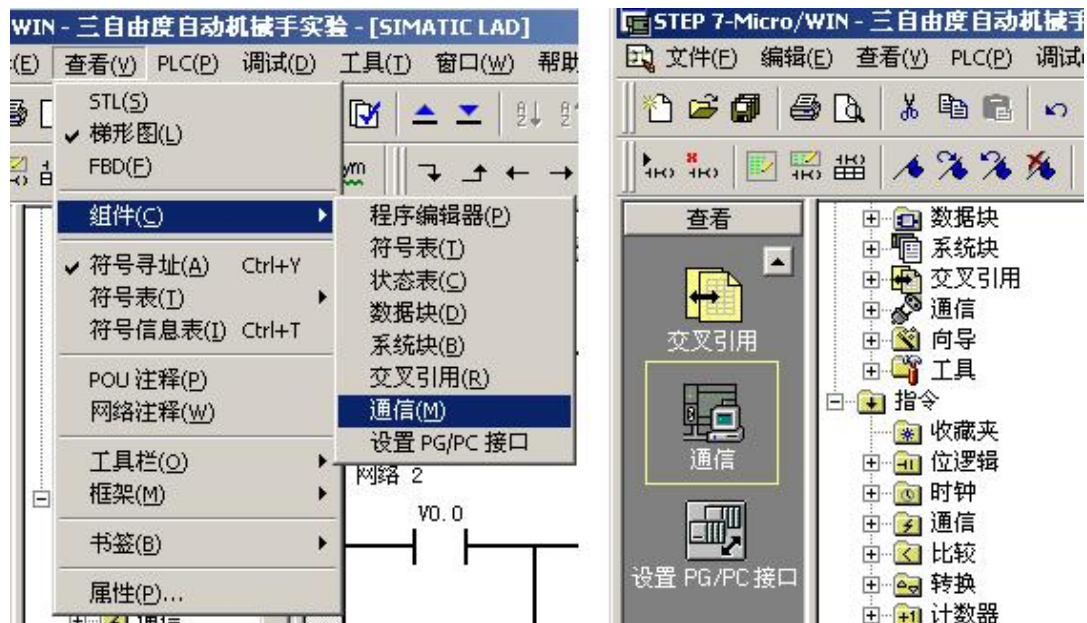 WIN - 三自由度自动机械手实验 - [SIMATIC LAD]
(E) 查看(V) PLC(P) 调试(D) 工具(T) 窗口(W) 帮助
STL(S)
梯形图(L)
FBD(F)
组件(C)
符号寻址(A) Ctrl+Y
符号表(T)
符号信息表(I) Ctrl+T
POU 注释(P)
网络注释(W)
工具栏(O)
框架(M)
书签(B)
属性(P)...
程序编辑器(P)
符号表(T)
状态表(C)
数据块(D)
系统块(B)
交叉引用(R)
通信(M)
设置 PG/PC 接口
网络 2
V0.0
STEP 7-Micro/WIN - 三自由度自动机械手
文件(F) 编辑(E) 查看(V) PLC(P) 调试
查看
交叉引用
通信
设置 PG/PC 接口
数据块
系统块
交叉引用
通信
向导
工具
指令
收藏夹
位逻辑
时钟
通信
比较
转换
计数器